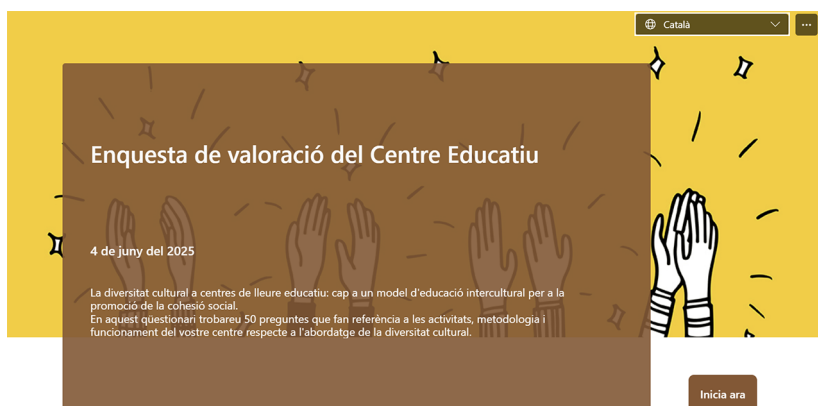 Català
Enquesta de valoració del Centre Educatiu
4 de juny del 2025
La diversitat cultural a centres de lleure educatiu: cap a un model d'educació intercultural per a la
promoció de la cohesió social.
En aquest qüestionari trobareu 50 preguntes que fan referència a les activitats, metodologia i
funcionament del vostre centre respecte a l'abordatge de la diversitat cultural.
Inicia ara